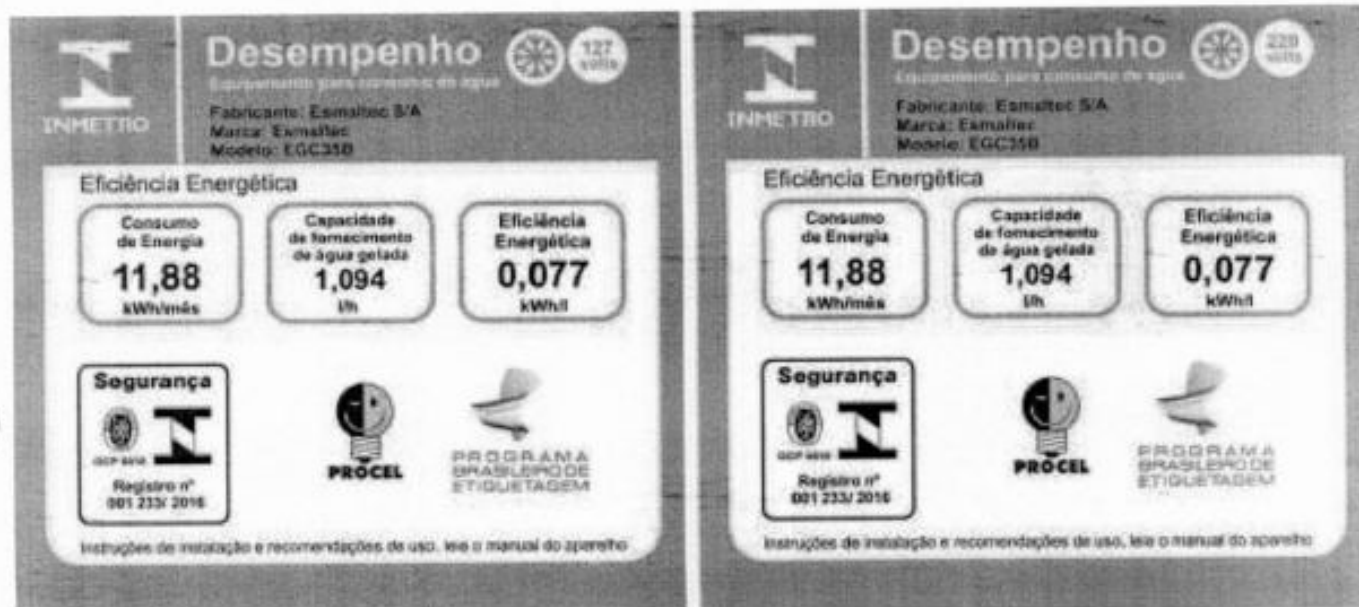 INMETRO
Desempenho
127
volts
Equipamento para consumo de água
Fabricante: Esmaltec S/A
Marca: Esmaltec
Modelo: EGC35B
Eficiência Energética
Consumo
de Energia
11,88
kWh/mês
Capacidade
de fornecimento
de água gelada
1,094
l/h
Eficiência
Energética
0,077
kWh/l
Segurança
Registro nº
001 233/ 2016
PROCEL
PROGRAMA
BRASILEIRO DE
ETIQUETAGEM
Instruções de instalação e recomendações de uso, leia o manual do aparelho
INMETRO
Desempenho
220
volts
Equipamento para consumo de água
Fabricante: Esmaltec S/A
Marca: Esmaltec
Modelo: EGC35B
Eficiência Energética
Consumo
de Energia
11,88
kWh/mês
Capacidade
de fornecimento
de água gelada
1,094
l/h
Eficiência
Energética
0,077
kWh/l
Segurança
Registro nº
001 233/ 2016
PROCEL
PROGRAMA
BRASILEIRO DE
ETIQUETAGEM
Instruções de instalação e recomendações de uso, leia o manual do aparelho